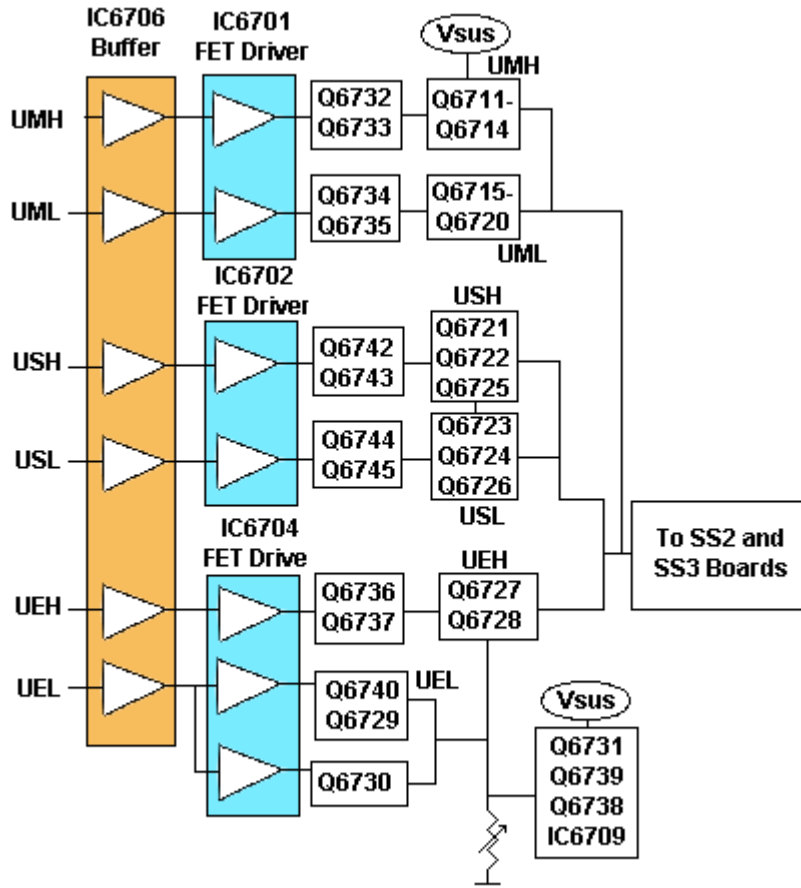 IC6706
Buffer
IC6701
FET Driver
Vsus
UMH
UMH
Q6732
Q6733
Q6711-
Q6714
UML
Q6734
Q6735
Q6715-
Q6720
UML
IC6702
FET Driver
USH
USH
Q6742
Q6743
Q6721
Q6722
Q6725
USL
Q6744
Q6745
Q6723
Q6724
Q6726
USL
IC6704
FET Drive
To SS2 and
SS3 Boards
UEH
UEH
Q6736
Q6737
Q6727
Q6728
UEL
Q6740
Q6729
UEL
Q6730
Vsus
Q6731
Q6739
Q6738
IC6709